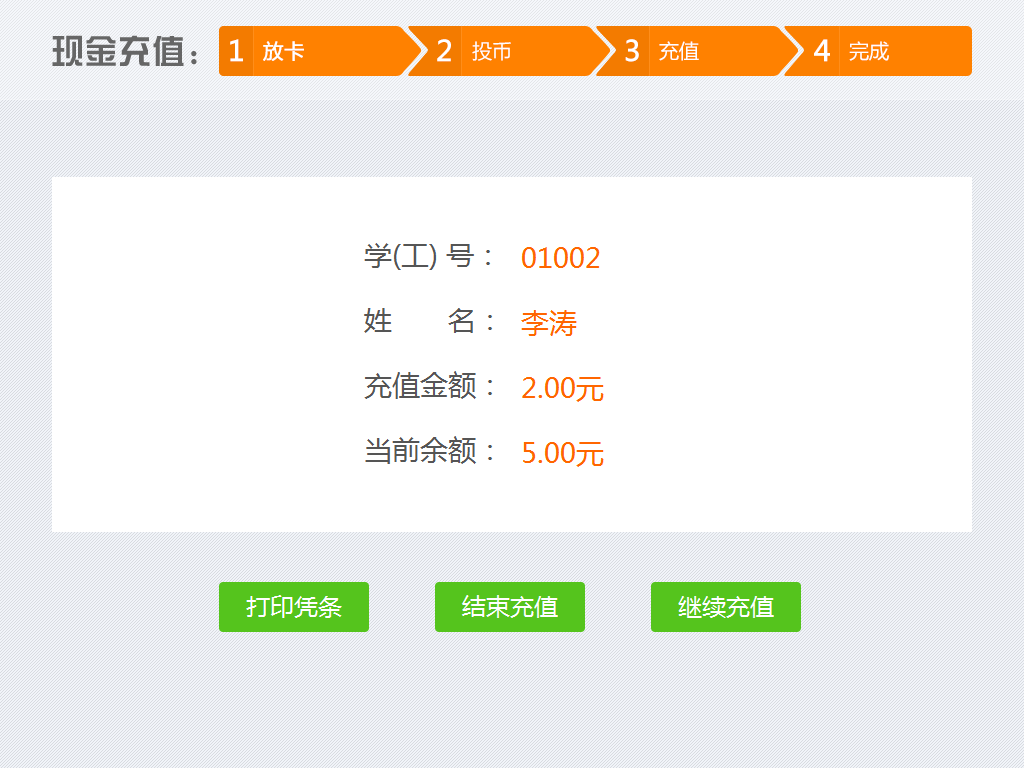 现金充值： 1 放卡 2 投币 3 充值 4 完成
学(工) 号： 01002
姓 名： 李涛
充值金额： 2.00元
当前余额： 5.00元
打印凭条 结束充值 继续充值